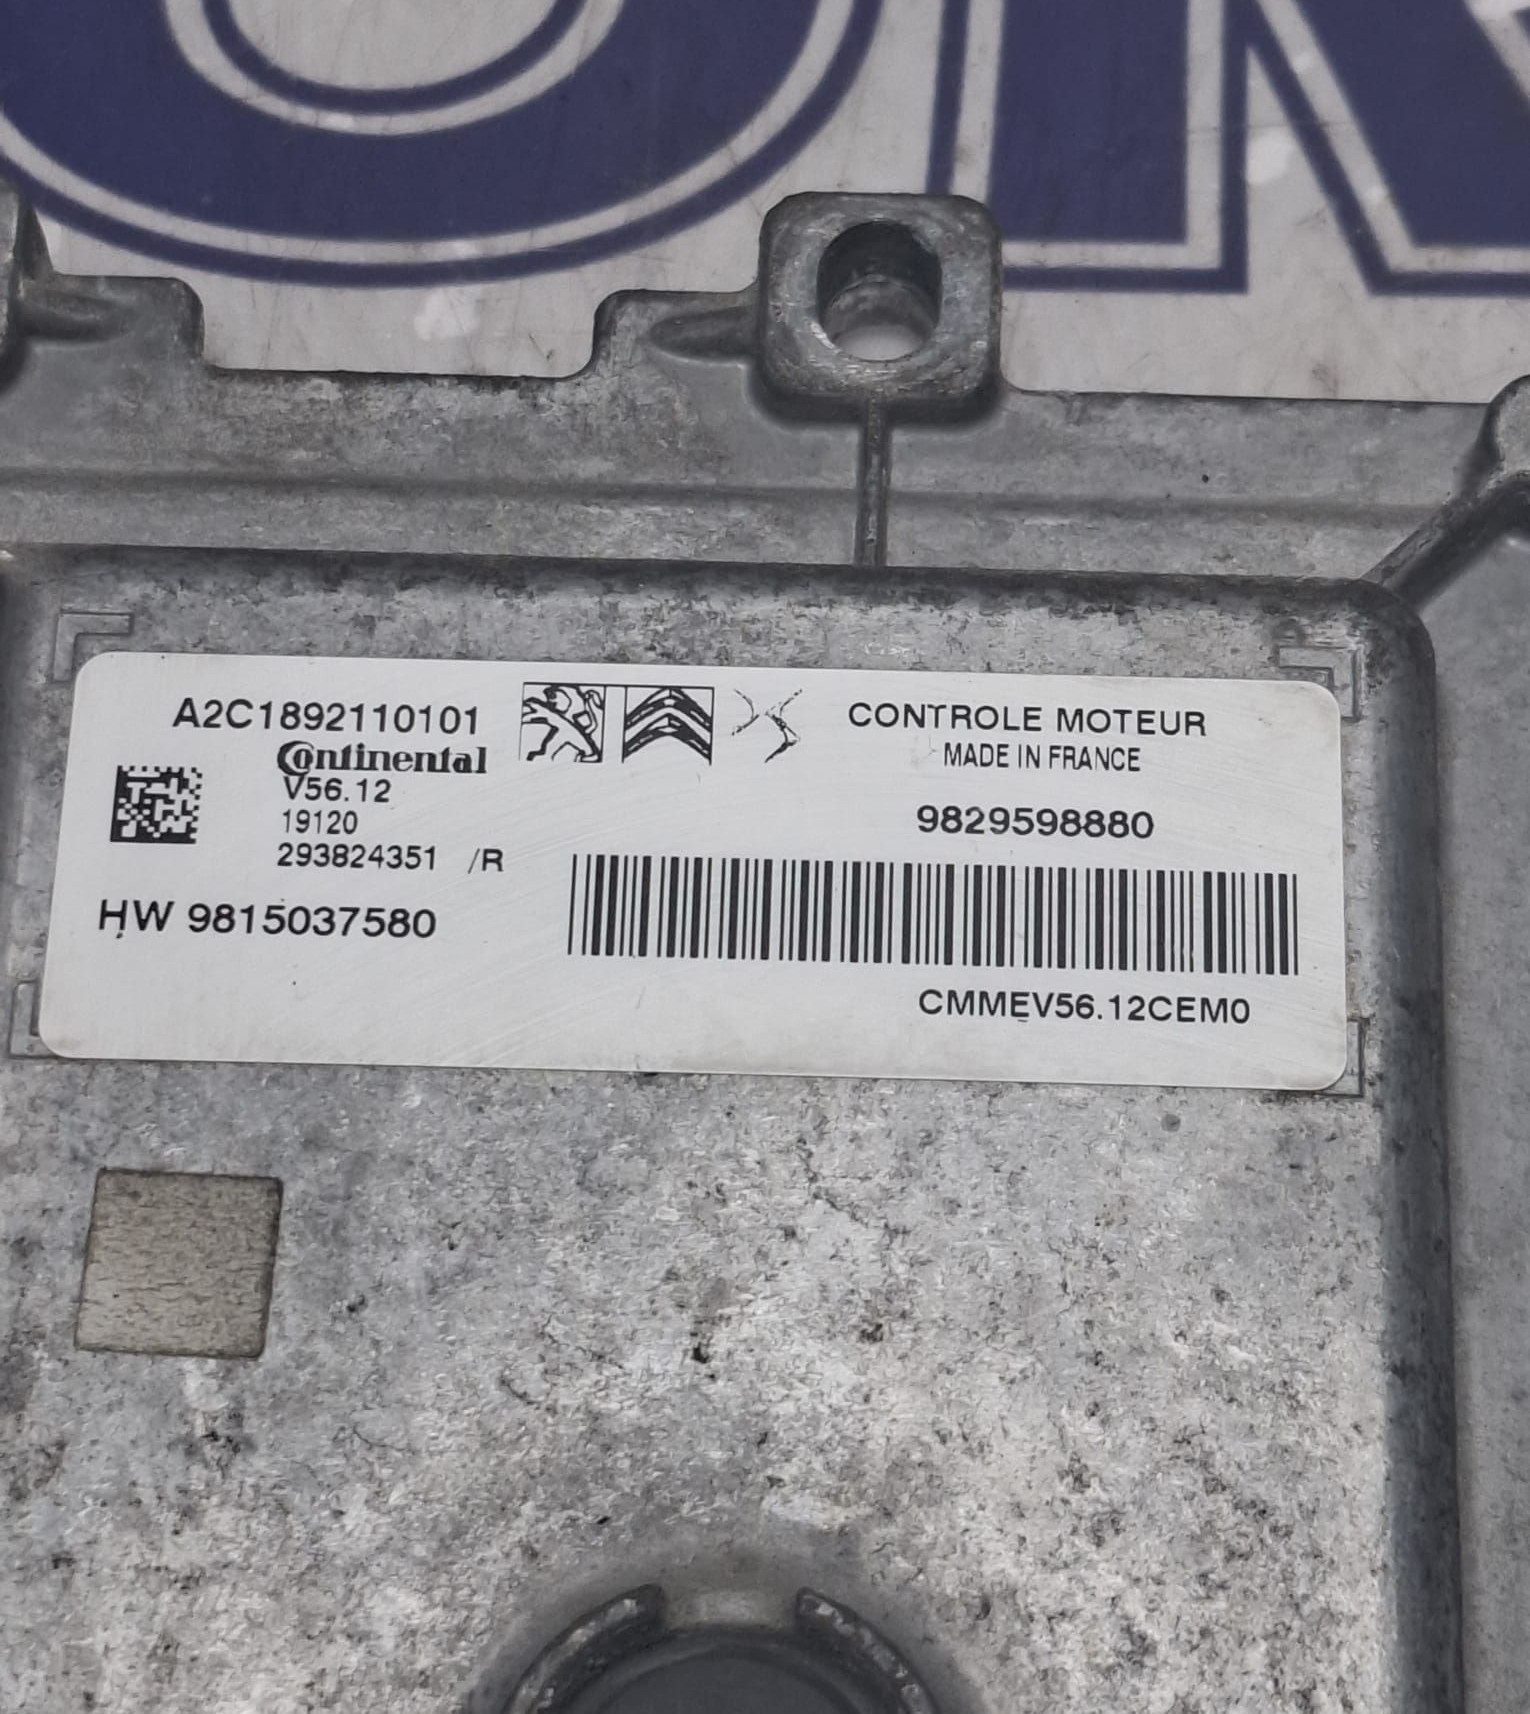 A2C1892110101
Continental
V56.12
19120
293824351 /R
HW 9815037580
CONTROLE MOTEUR
MADE IN FRANCE
9829598880
CMMEV56.12CEM0